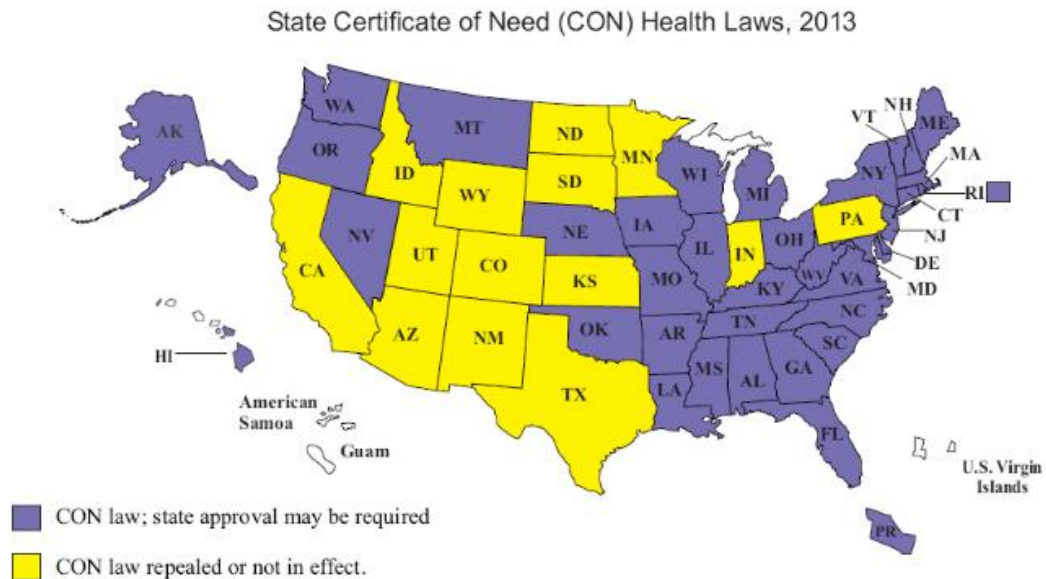 State Certificate of Need (CON) Health Laws, 2013
AK
WA
OR
CA
NV
ID
MT
WY
UT
AZ
CO
NM
ND
SD
NE
KS
OK
TX
MN
IA
MO
AR
LA
WI
IL
MI
IN
OH
KY
TN
MS
AL
GA
FL
SC
NC
VA
WV
PA
NY
VT
NH
ME
MA
RI
CT
NJ
DE
MD
HI
American
Samoa
Guam
U.S. Virgin
Islands
PR
CON law; state approval may be required
CON law repealed or not in effect.